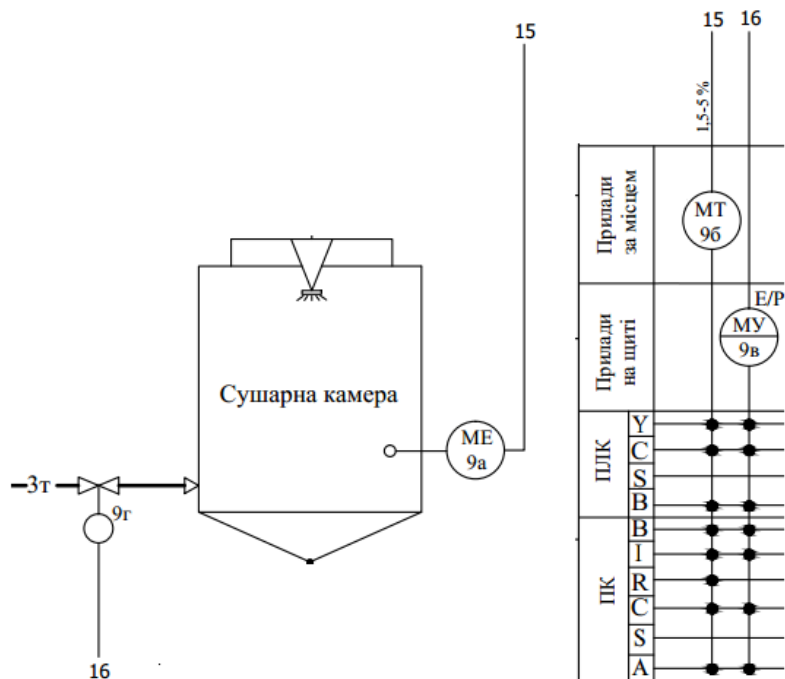 15
МЕ
9а
Сушарна камера
3т
9г
16
15
16
1,5-5 %
Прилади
за місцем
МТ
9б
Прилади
на щиті
E/P
МУ
9в
ПЛК
Y
C
S
B
ПК
B
I
R
C
S
A